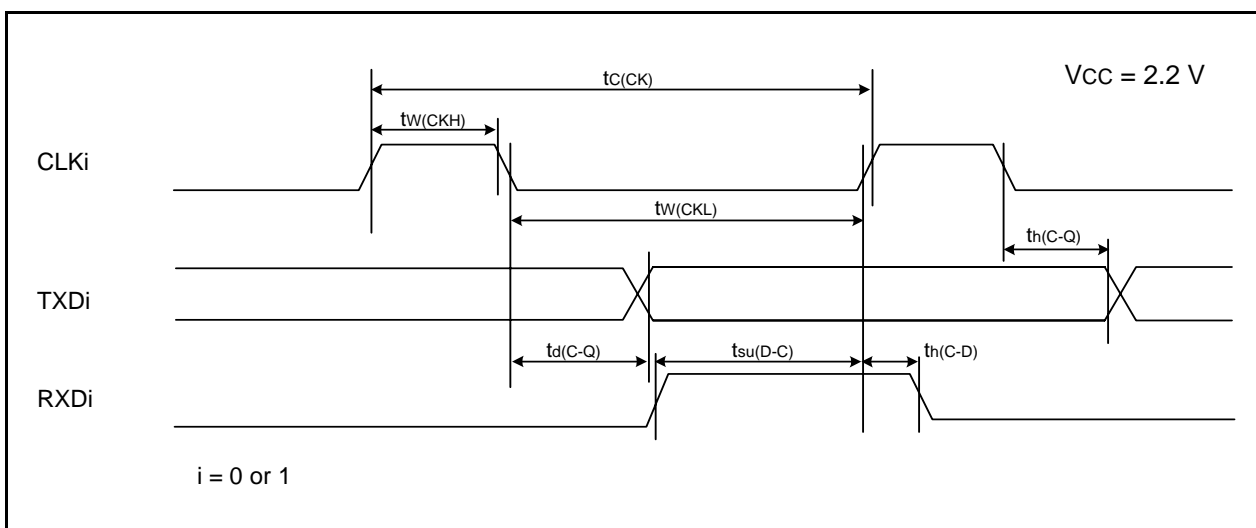 tC(CK)
VCC = 2.2 V
tW(CKH)
CLKi
tW(CKL)
th(C-Q)
TXDi
td(C-Q)
tsu(D-C)
th(C-D)
RXDi
i = 0 or 1